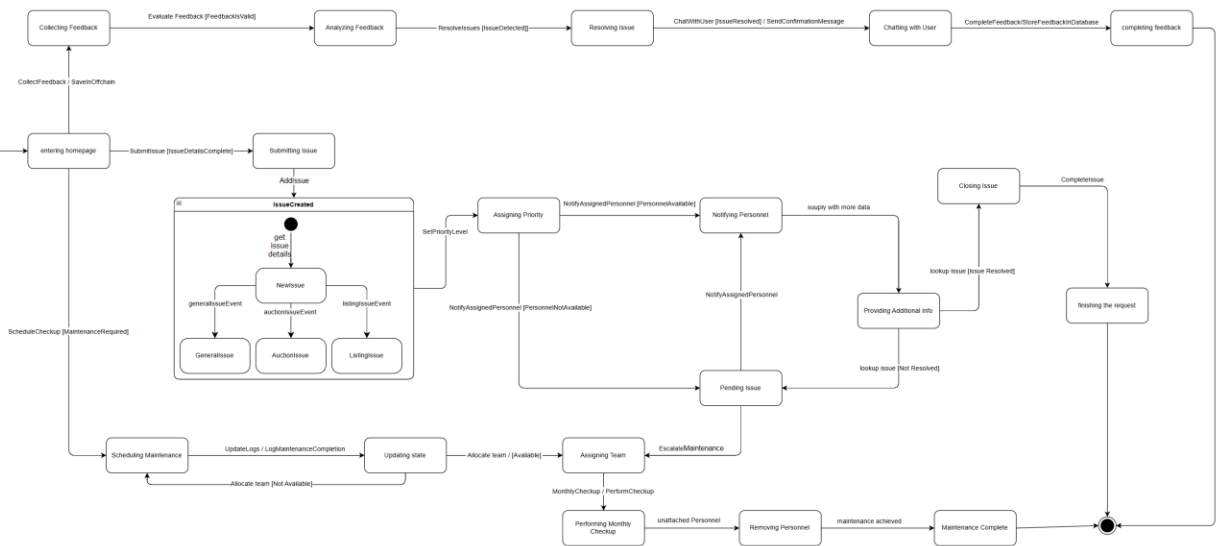 Collecting Feedback
Evaluate Feedback [FeedbackIsValid]
Analyzing Feedback
ResolveIssues [IssueDetected]]
Resolving Issue
ChatWithUser [IssueResolved] / SendConfirmationMessage
Chatting with User
CompleteFeedback/StoreFeedbackInDatabase
completing feedback
CollectFeedback / SaveInOffchain
entering homepage
SubmitIssue [IssueDetailsComplete]
Submitting Issue
AddIssue
IssueCreated
get
Issue
details
NewIssue
generalIssueEvent
auctionIssueEvent
listingIssueEvent
GeneralIssue
AuctionIssue
ListingIssue
SetPriorityLevel
Assigning Priority
NotifyAssignedPersonnel [PersonnelAvailable]
Notifying Personnel
suuply with more data
Closing Issue
CompleteIssue
lookup issue [Issue Resolved]
NotifyAssignedPersonnel
NotifyAssignedPersonnel [PersonnelNotAvailable]
Providing Additional Info
finishing the request
ScheduleCheckup [MaintenanceRequired]
lookup issue [Not Resolved]
Pending Issue
Scheduling Maintenance
UpdateLogs / LogMaintenanceCompletion
Updating state
Allocate team / [Available]
Assigning Team
EscalateMaintenance
Allocate team [Not Available]
MonthlyCheckup / PerformCheckup
Performing Monthly
Checkup
unattached Personnel
Removing Personnel
maintenance achieved
Maintenance Complete